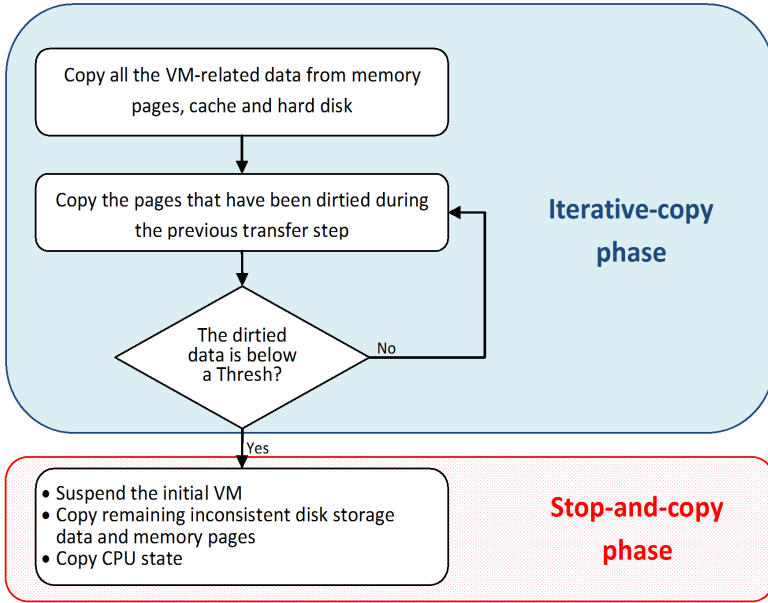 Copy all the VM-related data from memory
pages, cache and hard disk
Copy the pages that have been dirtied during
the previous transfer step
Iterative-copy
phase
The dirtied
data is below
a Thresh?
No
Yes
• Suspend the initial VM
• Copy remaining inconsistent disk storage
data and memory pages
• Copy CPU state
Stop-and-copy
phase